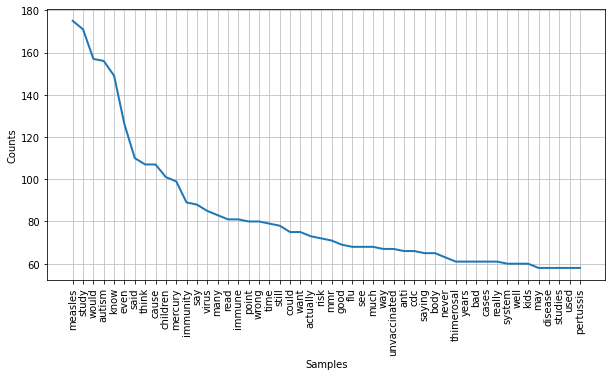 180
160
140
120
100
80
60
Counts
measles
study
would
autism
know
even
said
think
cause
children
mercury
immunity
say
virus
many
read
immune
point
wrong
time
still
could
want
actually
risk
mmr
good
flu
see
much
way
unvaccinated
anti
cdc
saying
body
never
thimerosal
years
bad
cases
really
system
well
kids
may
disease
studies
used
pertussis
Samples